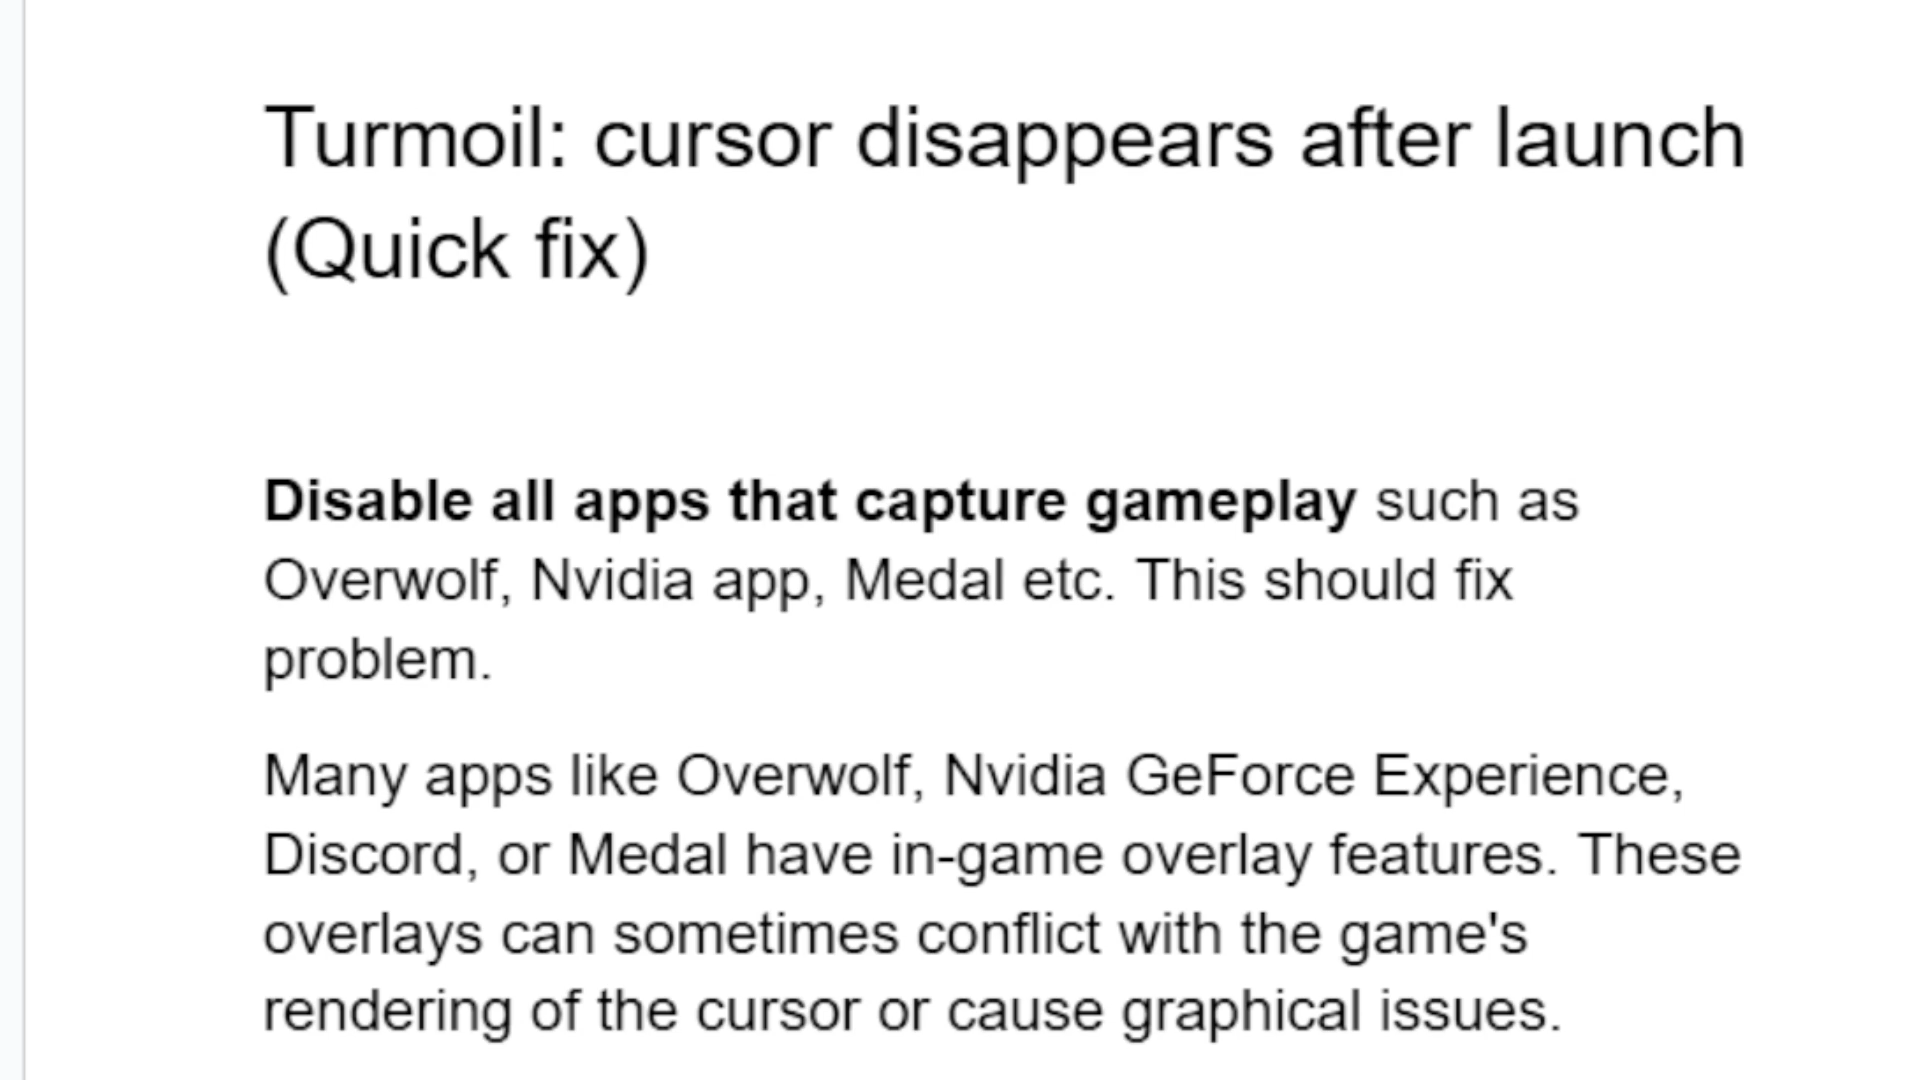 Turmoil: cursor disappears after launch
(Quick fix)
Disable all apps that capture gameplay such as
Overwolf, Nvidia app, Medal etc. This should fix
problem.
Many apps like Overwolf, Nvidia GeForce Experience,
Discord, or Medal have in-game overlay features. These
overlays can sometimes conflict with the game's
rendering of the cursor or cause graphical issues.